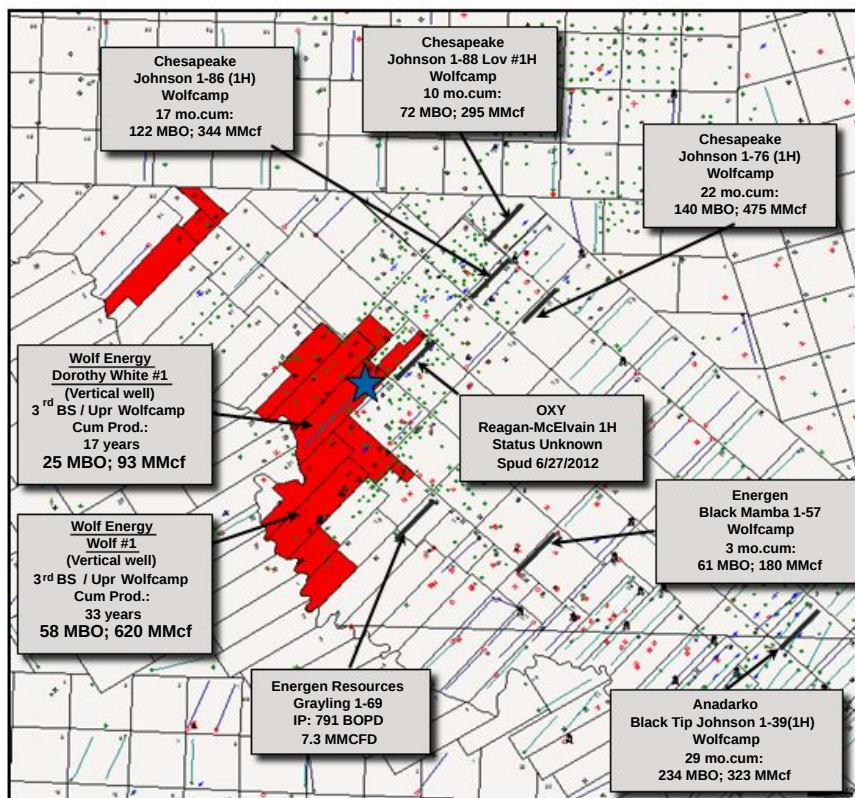 Chesapeake
Johnson 1-86 (1H)
Wolfcamp
17 mo.cum:
122 MBO; 344 MMcf
Chesapeake
Johnson 1-88 Lov #1H
Wolfcamp
10 mo.cum:
72 MBO; 295 MMcf
Chesapeake
Johnson 1-76 (1H)
Wolfcamp
22 mo.cum:
140 MBO; 475 MMcf
Wolf Energy
Dorothy White #1
(Vertical well)
3 rd BS / Upr Wolfcamp
Cum Prod.:
17 years
25 MBO; 93 MMcf
OXY
Reagan-McElvain 1H
Status Unknown
Spud 6/27/2012
Energen
Black Mamba 1-57
Wolfcamp
3 mo.cum:
61 MBO; 180 MMcf
Wolf Energy
Wolf #1
(Vertical well)
3rd BS / Upr Wolfcamp
Cum Prod.:
33 years
58 MBO; 620 MMcf
Energen Resources
Grayling 1-69
IP: 791 BOPD
7.3 MMCFD
Anadarko
Black Tip Johnson 1-39(1H)
Wolfcamp
29 mo.cum:
234 MBO; 323 MMcf